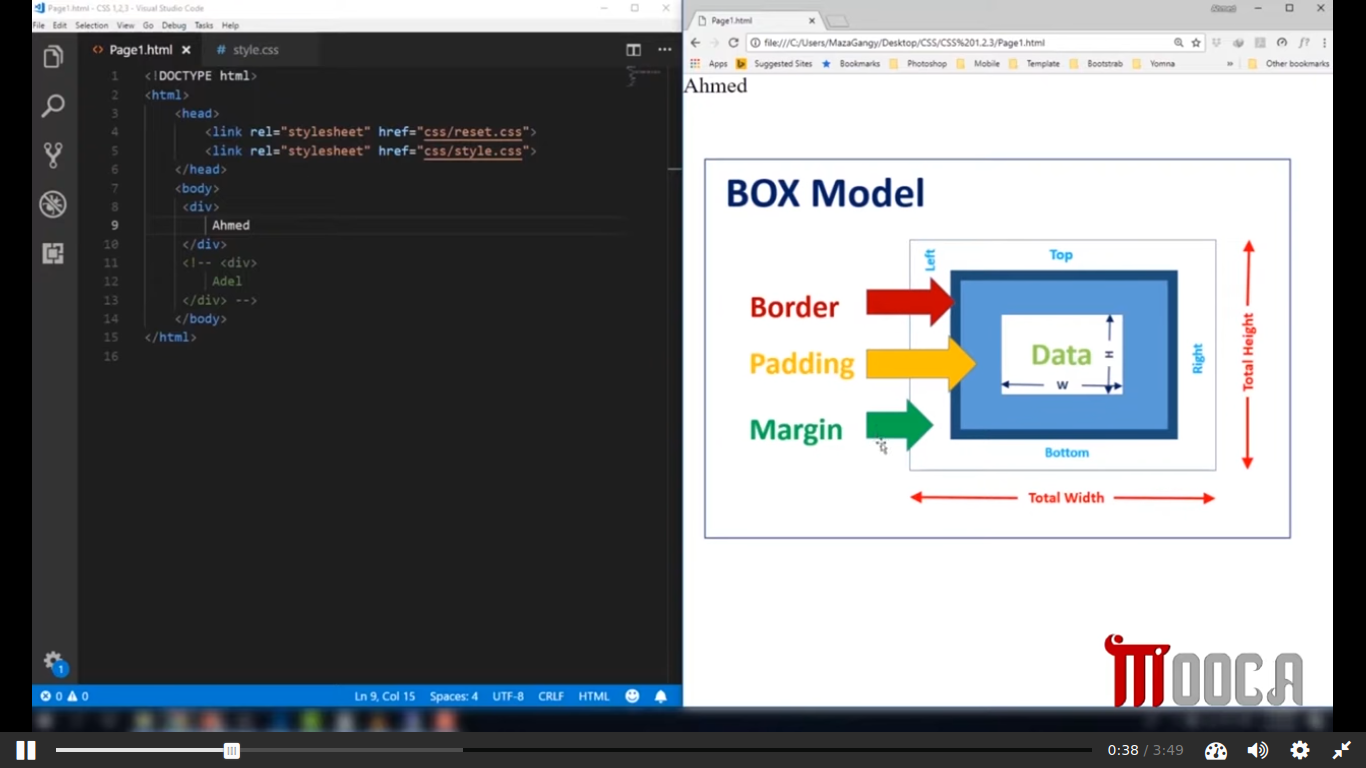 Page1.html - CSS 1,2,3 - Visual Studio Code
File Edit Selection View Go Debug Tasks Help
Page1.html style.css
1 <!DOCTYPE html>
2 <html>
3 <head>
4 <link rel="stylesheet" href="css/reset.css">
5 <link rel="stylesheet" href="css/style.css">
6 </head>
7 <body>
8 <div>
9 Ahmed
10 </div>
11 <!-- <div>
12 Adel
13 </div> -->
14 </body>
15 </html>
16
1
0 0 Ln 9, Col 15 Spaces: 4 UTF-8 CRLF HTML
Page1.html
file:///C:/Users/MazaGangy/Desktop/CSS/CSS%201.2.3/Page1.html
Apps Suggested Sites Bookmarks Photoshop Mobile Template Bootstrab Yomna » Other bookmarks
Ahmed
BOX Model
Left
Top
Border
Padding
Margin
Data
H
W
Right
Bottom
Total Height
Total Width
MOOCA
0:38 / 3:49